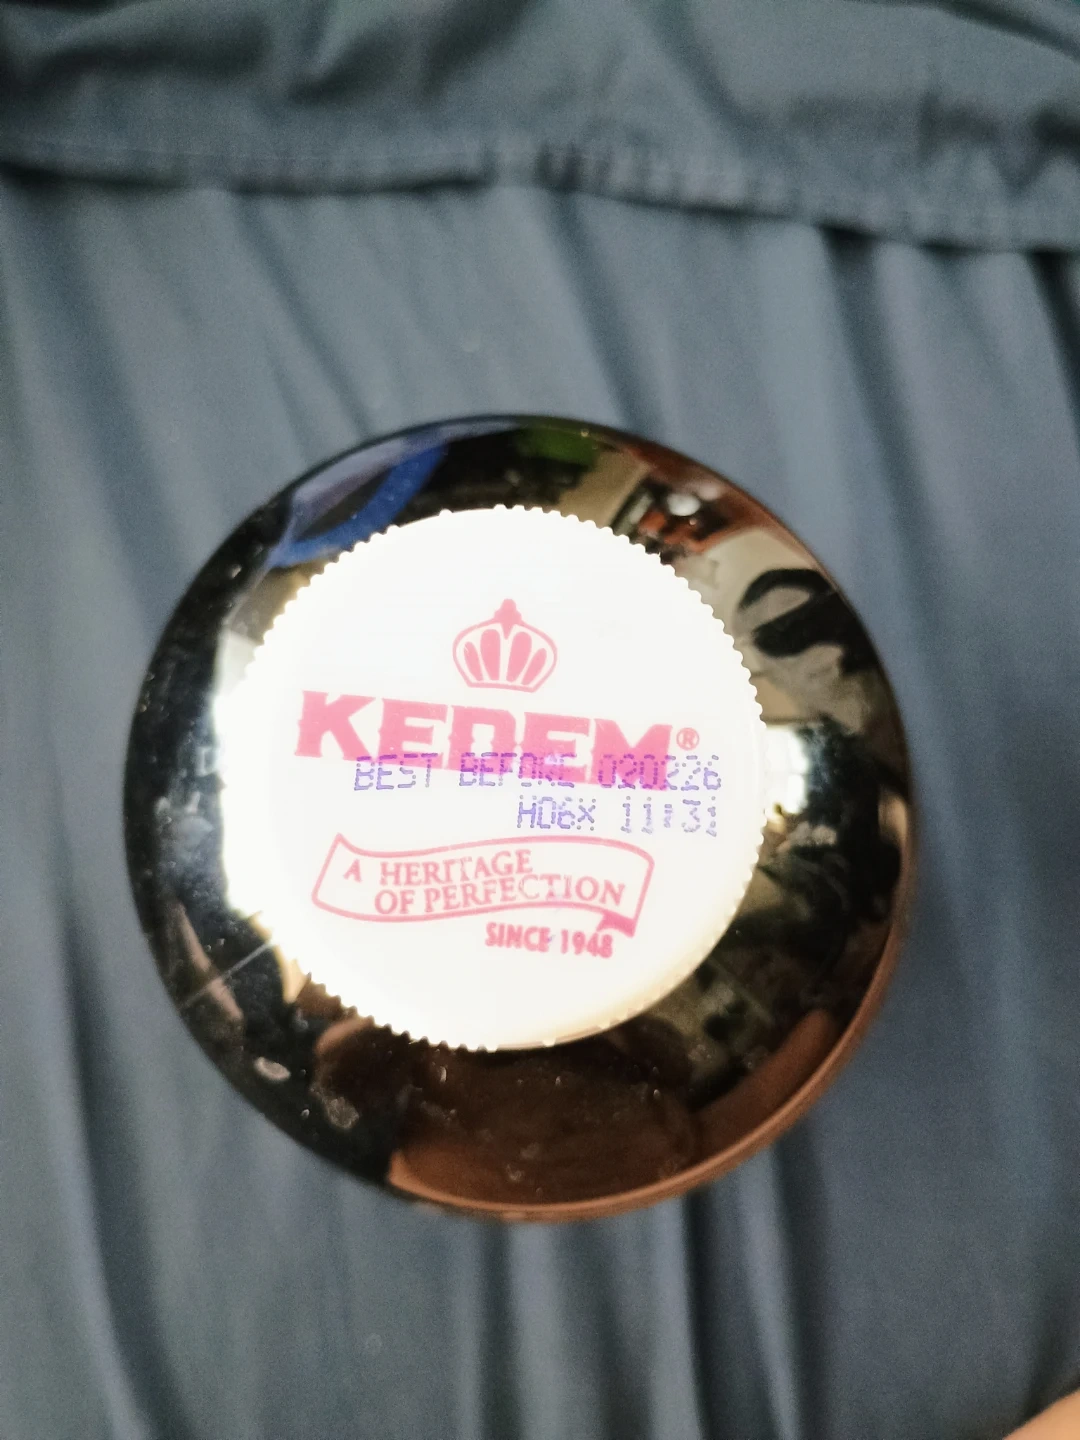 KEDEM®
BEST BEFORE 020226
H06X 11:31
A HERITAGE
OF PERFECTION
SINCE 1948